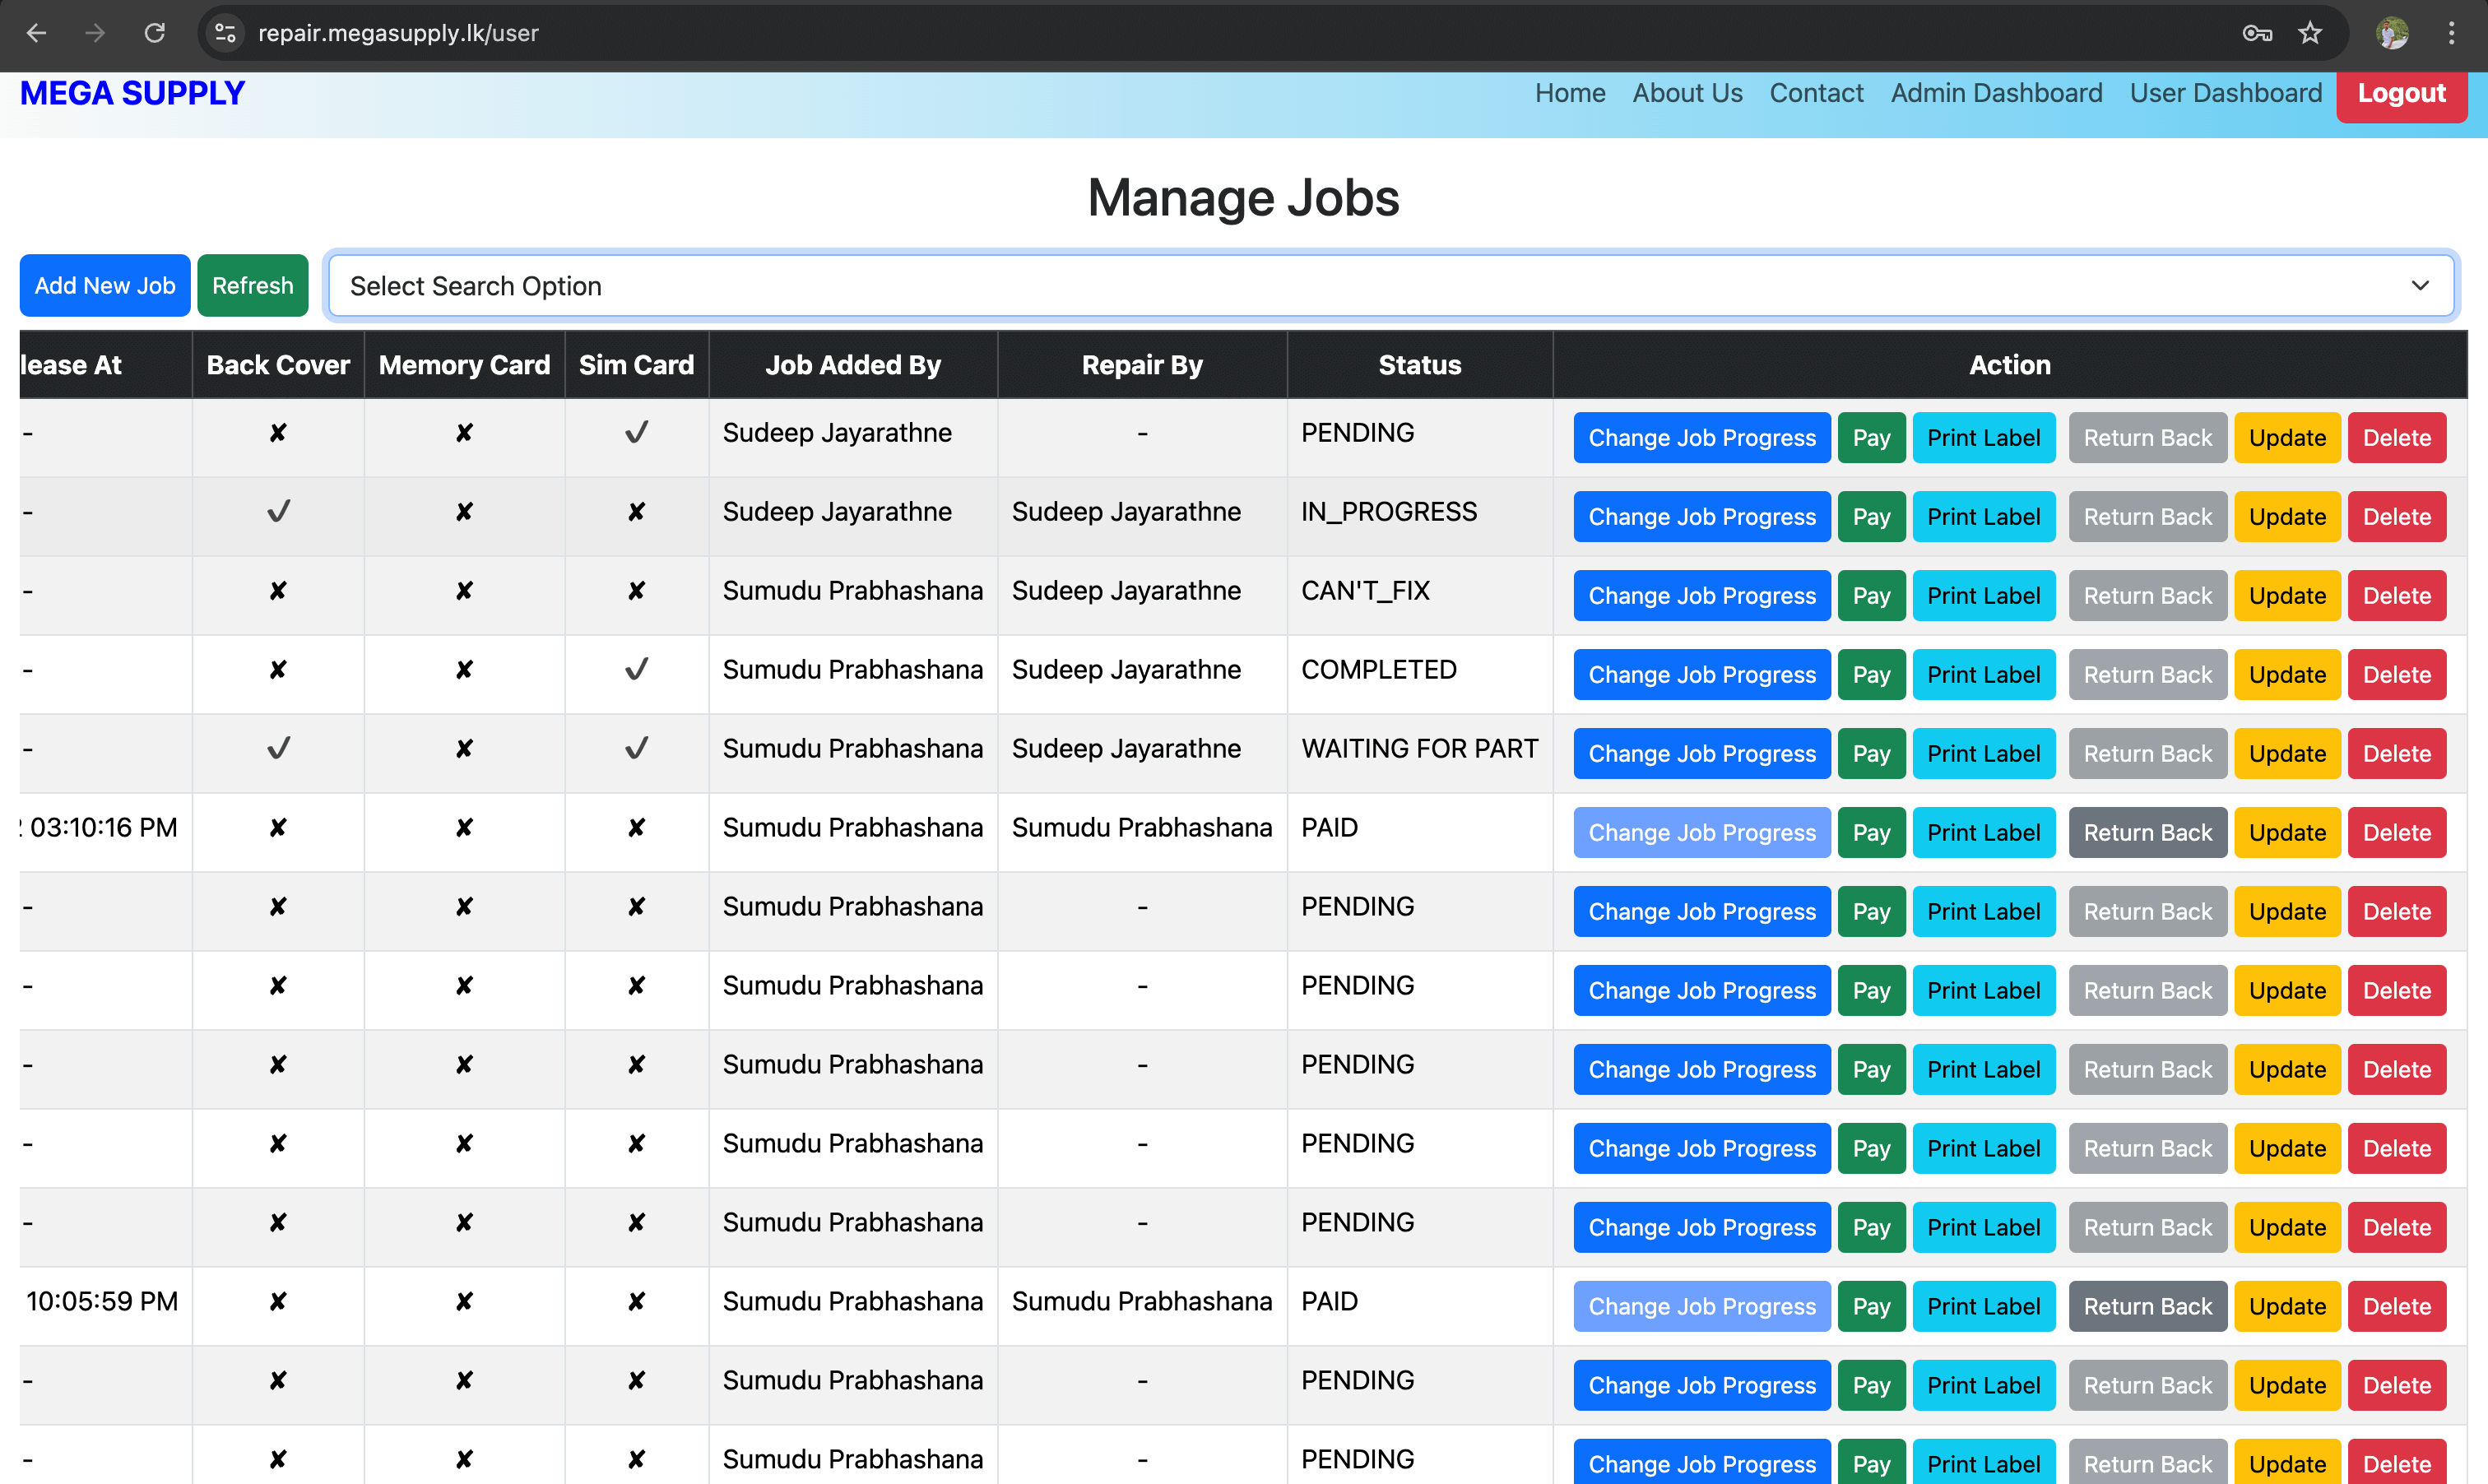 repair.megasupply.lk/user
MEGA SUPPLY Home About Us Contact Admin Dashboard User Dashboard Logout
Manage Jobs
Add New Job Refresh Select Search Option
lease At Back Cover Memory Card Sim Card Job Added By Repair By Status Action
- ✘ ✘ ✔ Sudeep Jayarathne - PENDING Change Job Progress Pay Print Label Return Back Update Delete
- ✔ ✘ ✘ Sudeep Jayarathne Sudeep Jayarathne IN_PROGRESS Change Job Progress Pay Print Label Return Back Update Delete
- ✘ ✘ ✘ Sumudu Prabhashana Sudeep Jayarathne CAN'T_FIX Change Job Progress Pay Print Label Return Back Update Delete
- ✘ ✘ ✔ Sumudu Prabhashana Sudeep Jayarathne COMPLETED Change Job Progress Pay Print Label Return Back Update Delete
- ✔ ✘ ✔ Sumudu Prabhashana Sudeep Jayarathne WAITING FOR PART Change Job Progress Pay Print Label Return Back Update Delete
03:10:16 PM ✘ ✘ ✘ Sumudu Prabhashana Sumudu Prabhashana PAID Change Job Progress Pay Print Label Return Back Update Delete
- ✘ ✘ ✘ Sumudu Prabhashana - PENDING Change Job Progress Pay Print Label Return Back Update Delete
- ✘ ✘ ✘ Sumudu Prabhashana - PENDING Change Job Progress Pay Print Label Return Back Update Delete
- ✘ ✘ ✘ Sumudu Prabhashana - PENDING Change Job Progress Pay Print Label Return Back Update Delete
- ✘ ✘ ✘ Sumudu Prabhashana - PENDING Change Job Progress Pay Print Label Return Back Update Delete
- ✘ ✘ ✘ Sumudu Prabhashana - PENDING Change Job Progress Pay Print Label Return Back Update Delete
10:05:59 PM ✘ ✘ ✘ Sumudu Prabhashana Sumudu Prabhashana PAID Change Job Progress Pay Print Label Return Back Update Delete
- ✘ ✘ ✘ Sumudu Prabhashana - PENDING Change Job Progress Pay Print Label Return Back Update Delete
- ✘ ✘ ✘ Sumudu Prabhashana - PENDING Change Job Progress Pay Print Label Return Back Update Delete